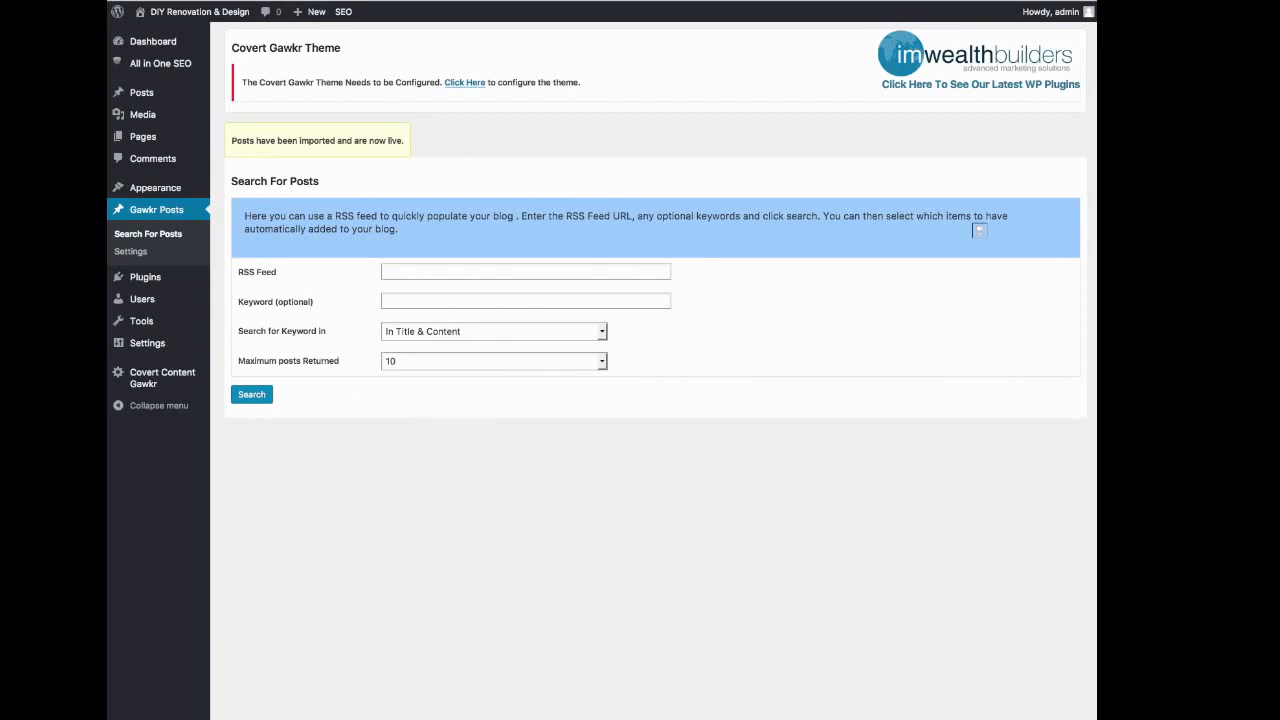 DIY Renovation & Design 0 New SEO Howdy, admin
Dashboard
All in One SEO
Posts
Media
Pages
Comments
Appearance
Gawkr Posts
Search For Posts
Settings
Plugins
Users
Tools
Settings
Covert Content
Gawkr
Collapse menu
Covert Gawkr Theme
The Covert Gawkr Theme Needs to be Configured. Click Here to configure the theme.
imwealthbuilders
advanced marketing solutions
Click Here To See Our Latest WP Plugins
Posts have been imported and are now live.
Search For Posts
Here you can use a RSS feed to quickly populate your blog . Enter the RSS Feed URL, any optional keywords and click search. You can then select which items to have
automatically added to your blog.
RSS Feed
Keyword (optional)
Search for Keyword in In Title & Content
Maximum posts Returned 10
Search